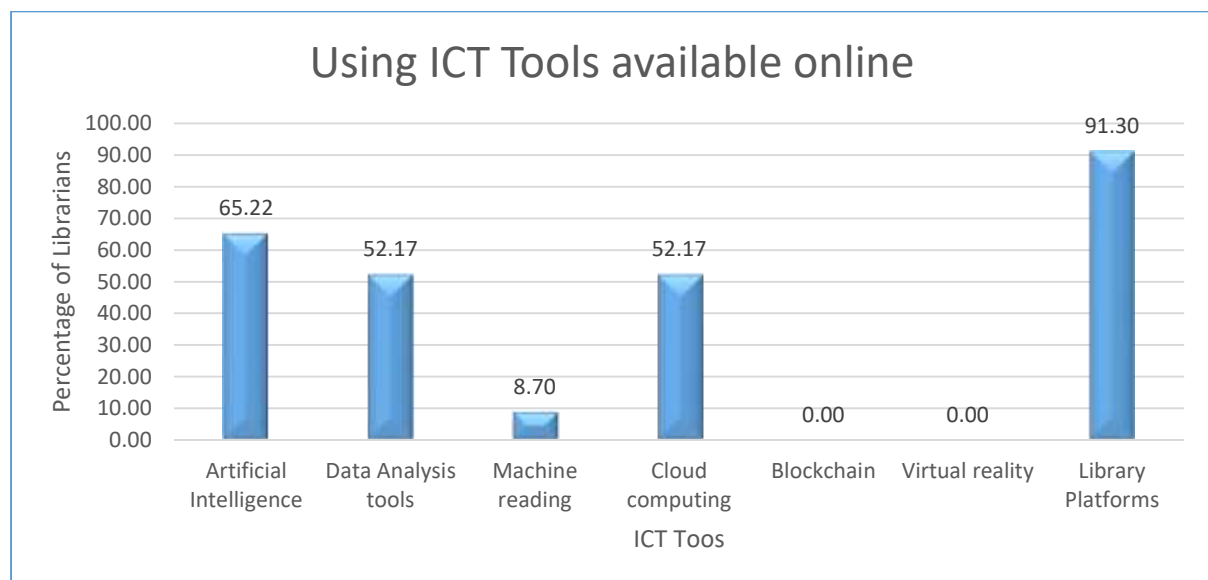 Using ICT Tools available online
Percentage of Librarians
100.00
90.00
80.00
70.00
60.00
50.00
40.00
30.00
20.00
10.00
0.00
65.22
52.17
8.70
52.17
0.00
0.00
91.30
Artificial
Intelligence
Data Analysis
tools
Machine
reading
Cloud
computing
Blockchain
Virtual reality
Library
Platforms
ICT Toos